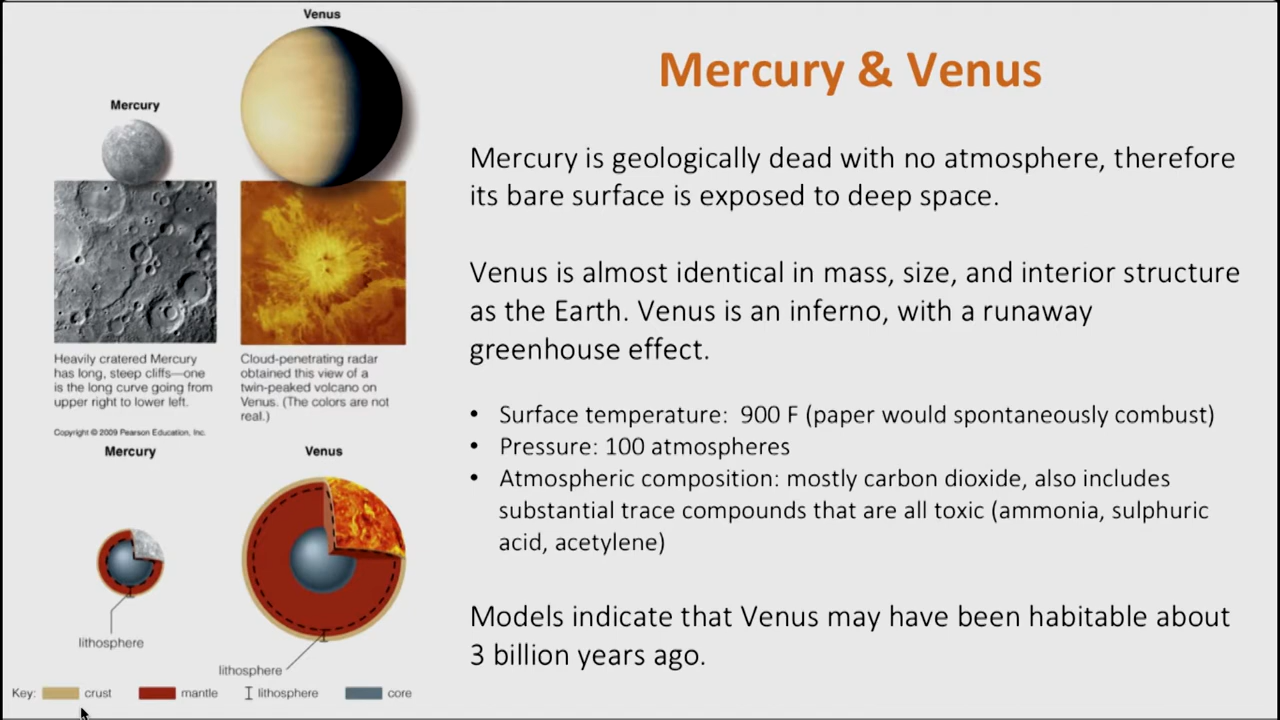 Venus
Mercury
Heavily cratered Mercury
has long, steep cliffs—one
is the long curve going from
upper right to lower left.
Cloud-penetrating radar
obtained this view of a
twin-peaked volcano on
Venus. (The colors are not
real.)
Copyright © 2009 Pearson Education, Inc.
Mercury
Venus
lithosphere
lithosphere
Key: crust mantle lithosphere core
Mercury & Venus
Mercury is geologically dead with no atmosphere, therefore
its bare surface is exposed to deep space.
Venus is almost identical in mass, size, and interior structure
as the Earth. Venus is an inferno, with a runaway
greenhouse effect.
• Surface temperature: 900 F (paper would spontaneously combust)
• Pressure: 100 atmospheres
• Atmospheric composition: mostly carbon dioxide, also includes
substantial trace compounds that are all toxic (ammonia, sulphuric
acid, acetylene)
Models indicate that Venus may have been habitable about
3 billion years ago.